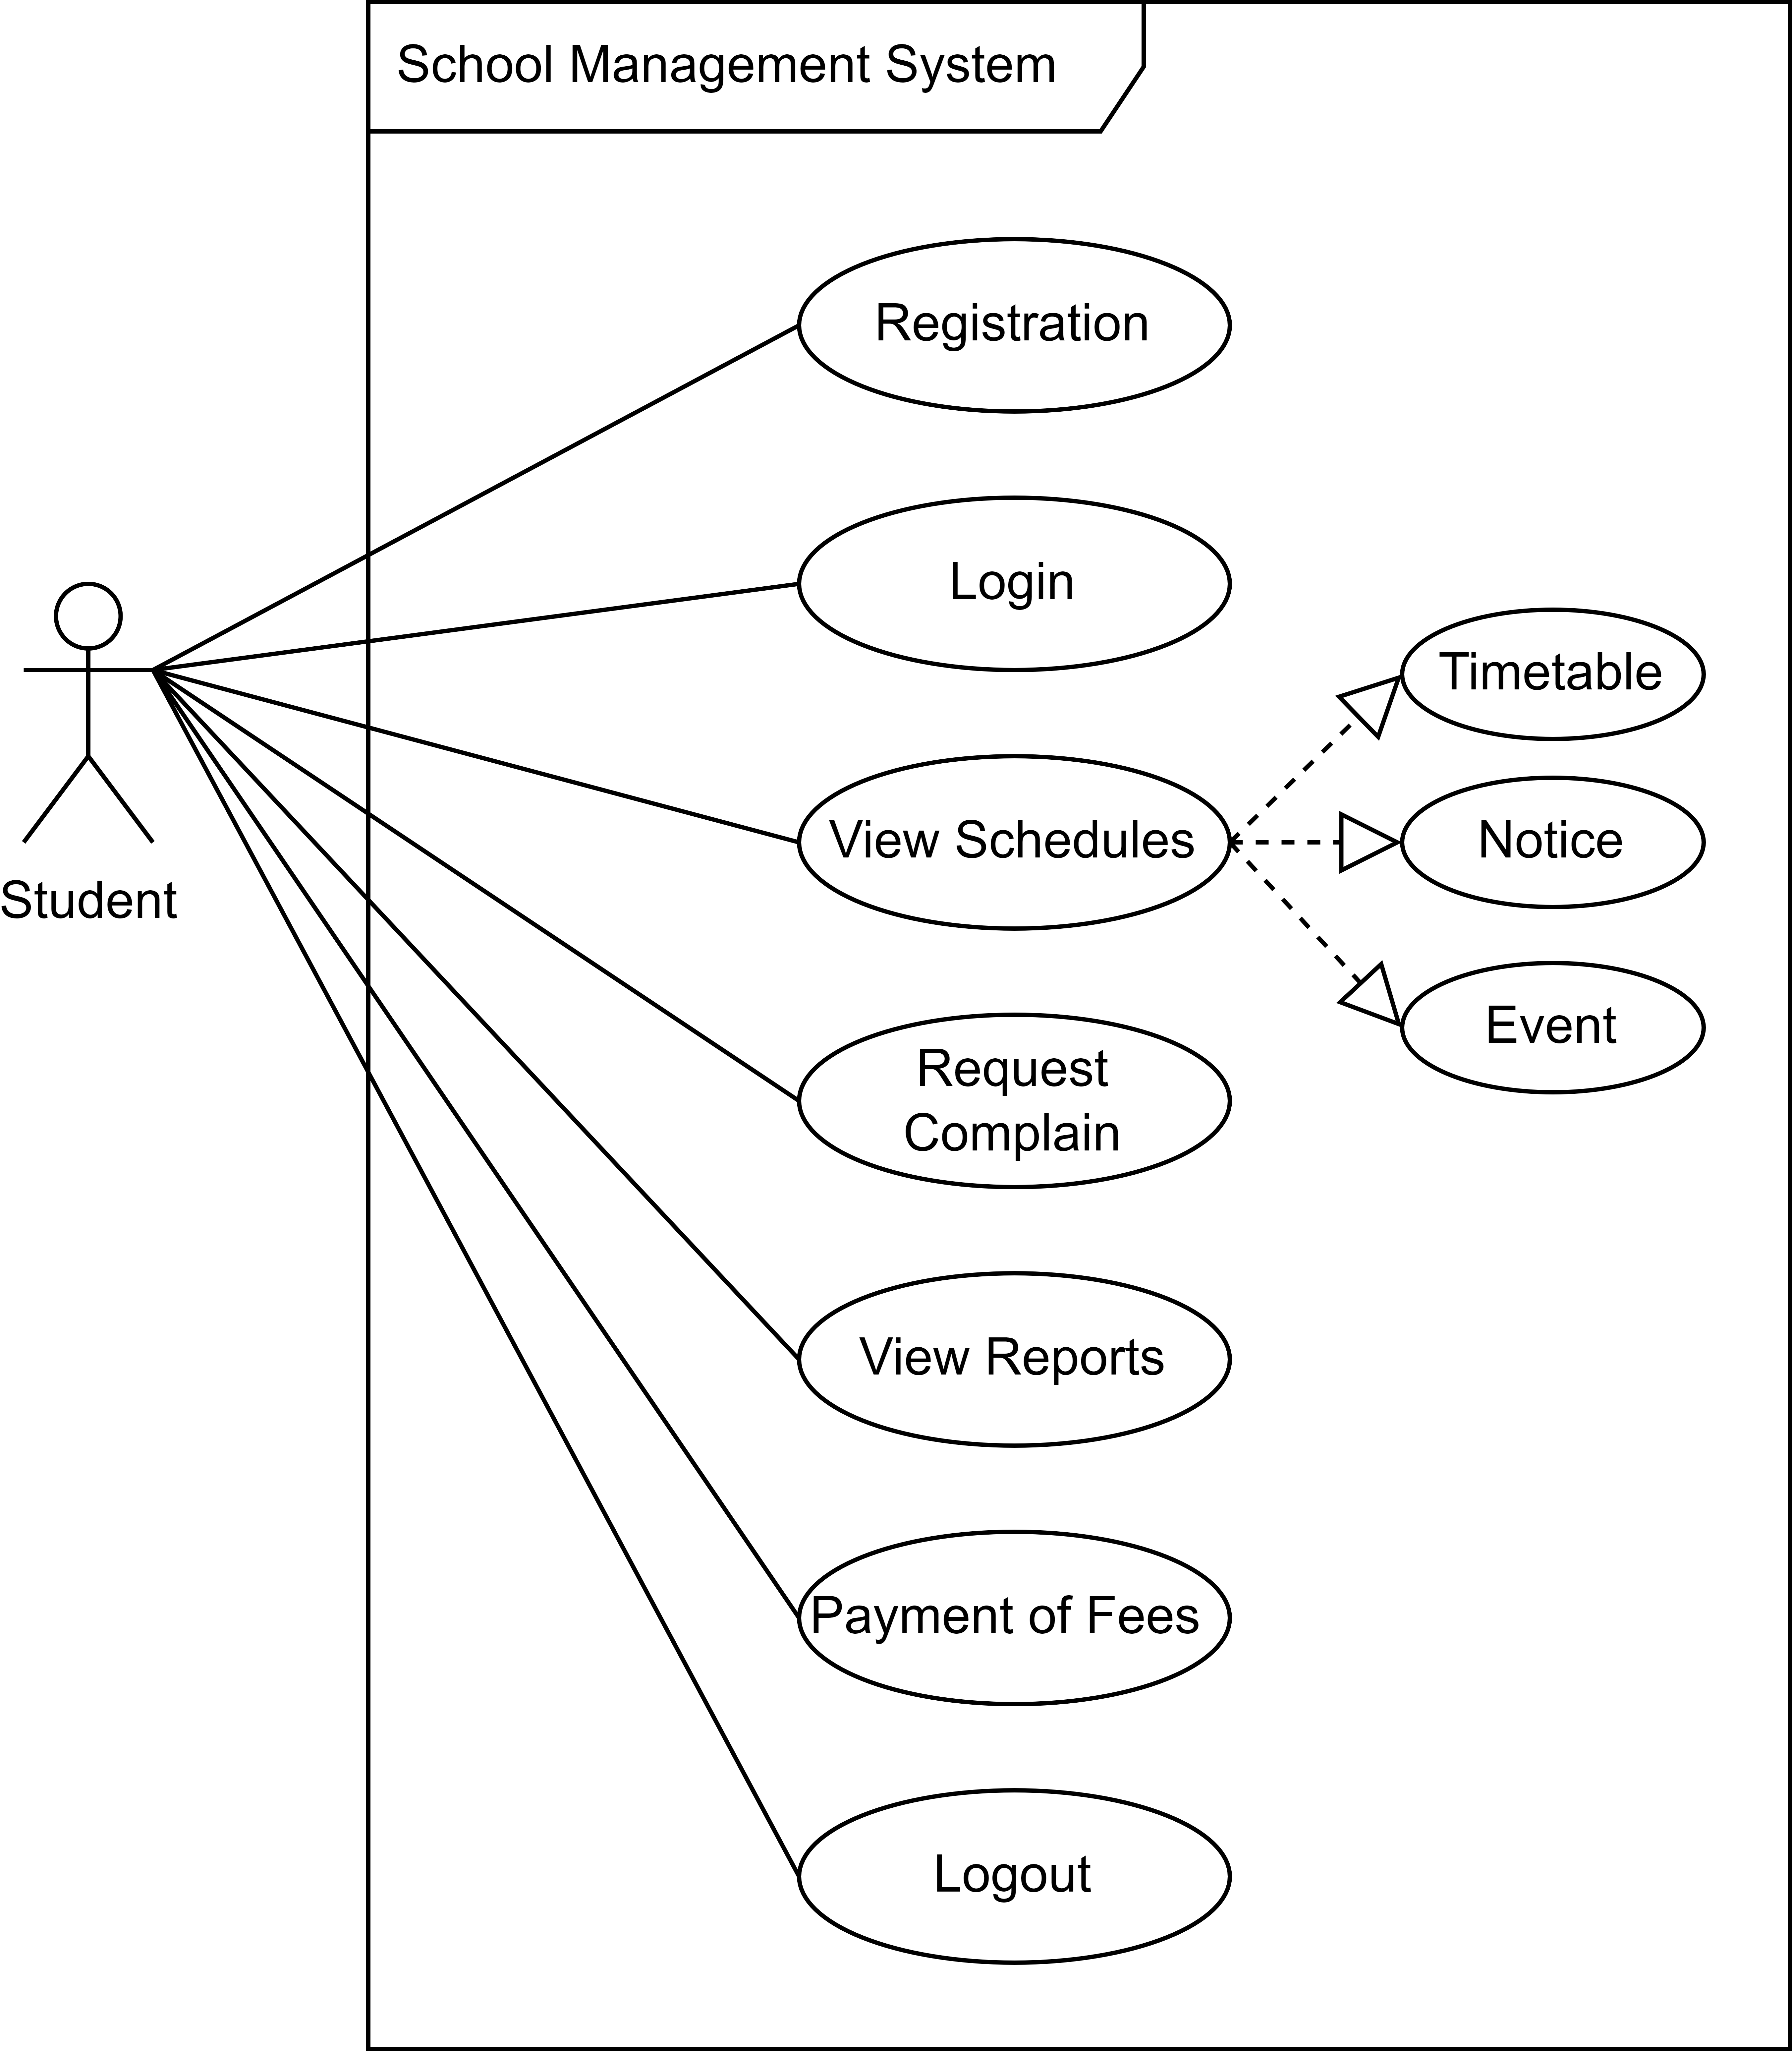 School Management System
Registration
Login
Timetable
View Schedules
Notice
Student
Event
Request
Complain
View Reports
Payment of Fees
Logout